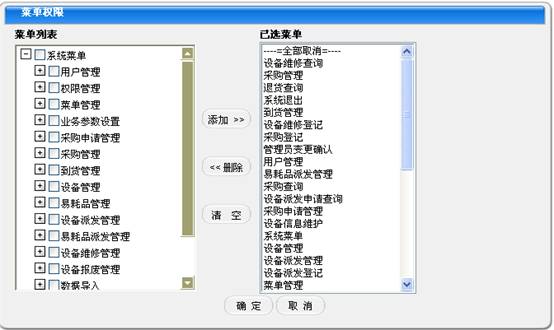 菜单权限
菜单列表
系统菜单
用户管理
权限管理
菜单管理
业务参数设置
采购申请管理
采购管理
到货管理
设备管理
易耗品管理
设备派发管理
易耗品派发管理
设备维修管理
设备报废管理
数据导入
添加 >>
<< 删除
清 空
已选菜单
----=全部取消=----
设备维修查询
采购管理
退货查询
系统退出
到货管理
设备维修登记
采购登记
管理员变更确认
用户管理
易耗品派发管理
采购查询
设备派发申请查询
采购申请管理
设备信息维护
系统菜单
设备管理
设备派发管理
设备派发登记
菜单管理
确 定
取 消